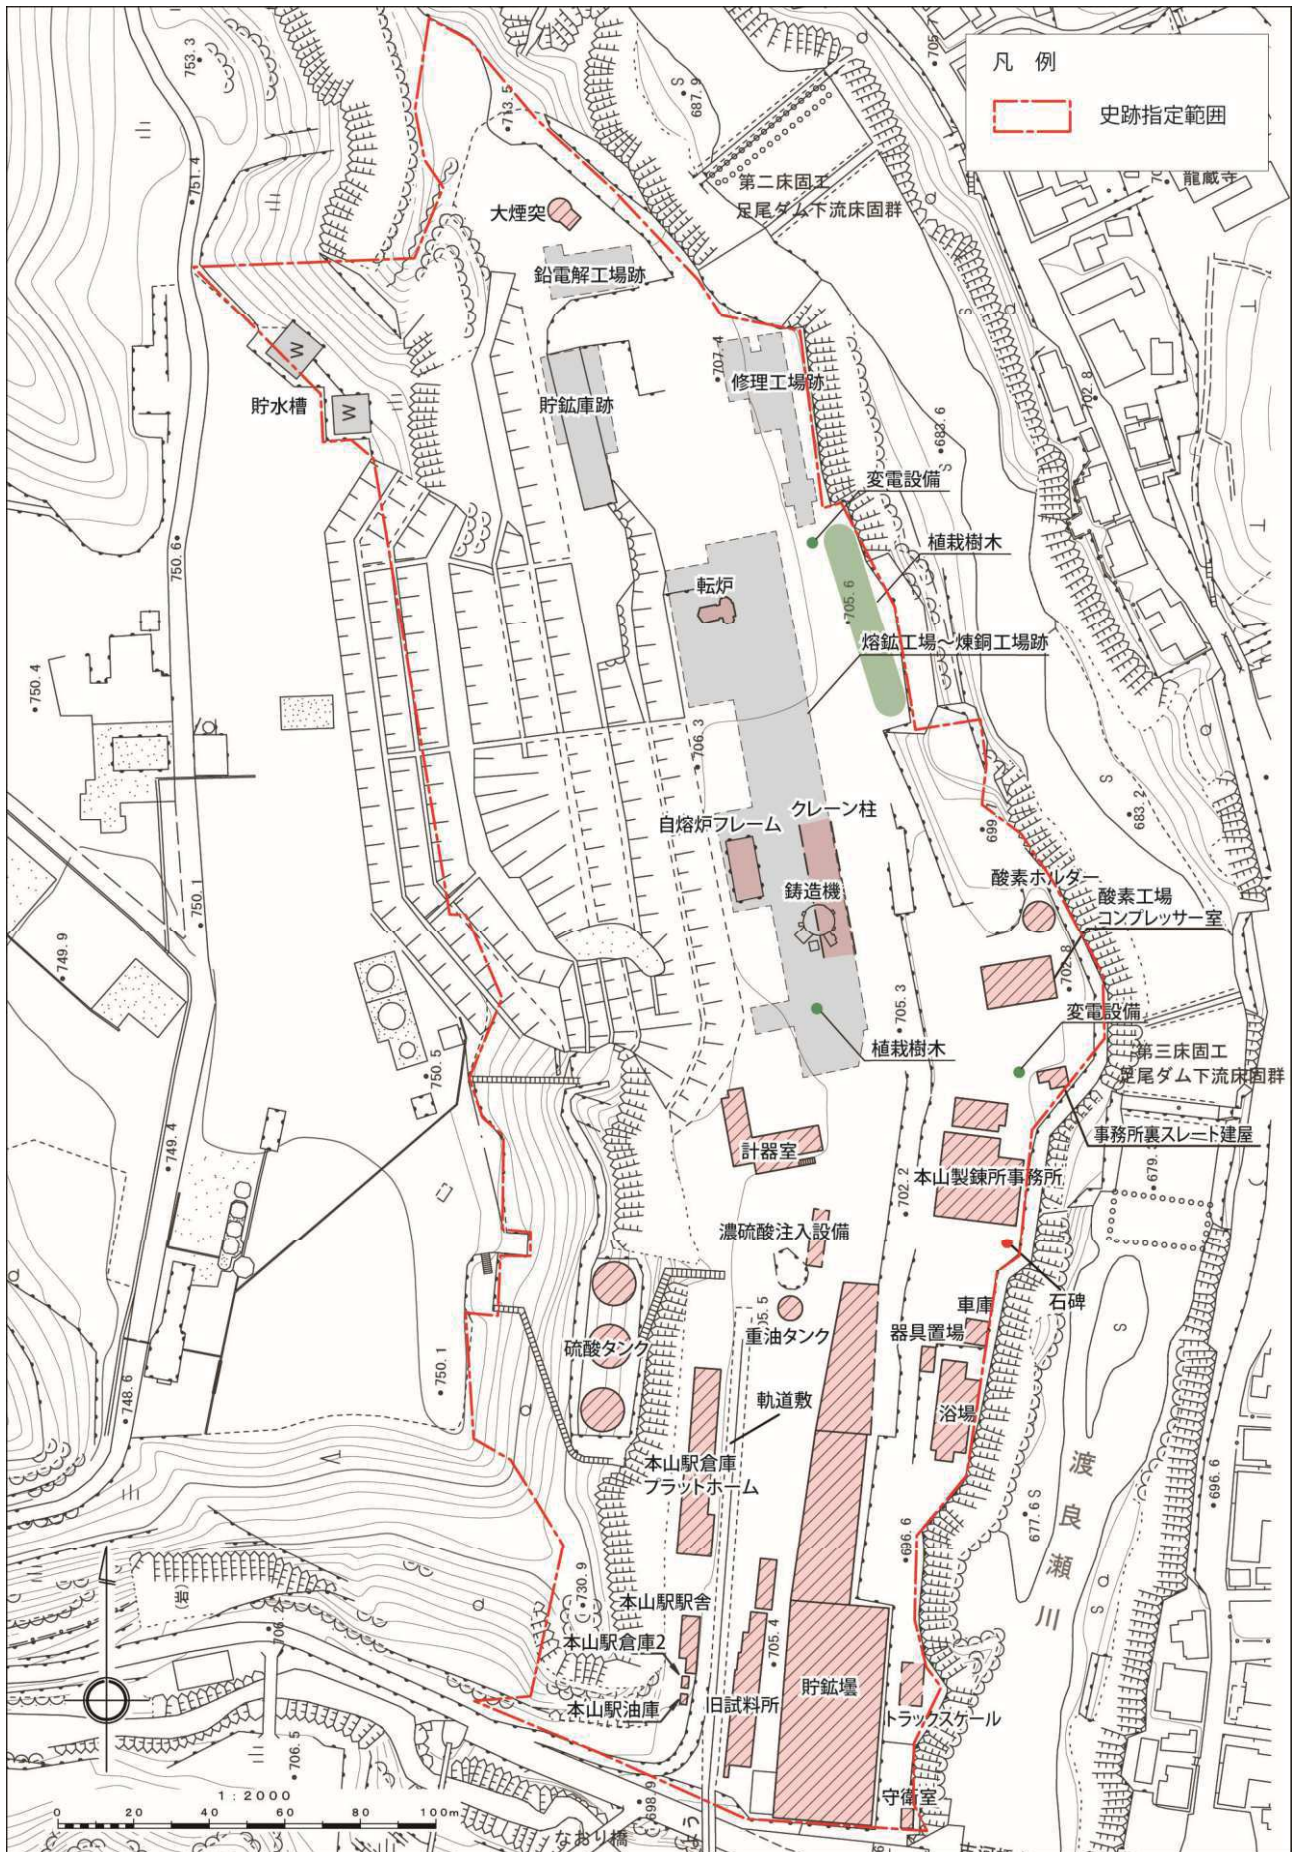 凡 例
史跡指定範囲
753.3
751.4
713.5
687.9
705
第二床固工
足尾ダム下流床固群
龍蔵寺
大煙突
鉛電解工場跡
707.4
修理工場跡
702.8
貯水槽
W
W
貯鉱庫跡
683.6
変電設備
植栽樹木
750.6
705.6
転炉
熔鉱工場～煉銅工場跡
750.4
706.3
クレーン柱
自熔炉フレーム
699
683.2
鋳造機
酸素ホルダー
酸素工場
コンプレッサー室
750.1
749.9
702.8
変電設備
705.3
植栽樹木
第三床固工
足尾ダム下流床固群
750.5
749.4
計器室
事務所裏スレート建屋
本山製錬所事務所
679.
702.2
濃硫酸注入設備
石碑
車庫
器具置場
重油タンク
05.5
硫酸タンク
750.1
748.6
軌道敷
浴場
本山駅倉庫
プラットホーム
渡良瀬川
677.6
696.6
696.6
730.9
(岩)
706.2
本山駅駅舎
本山駅倉庫2
本山駅油庫
旧試料所
705.4
貯鉱場
トラックスケール
守衛室
706.5
698.9
1:2000
0 20 40 60 80 100m
なおり橋